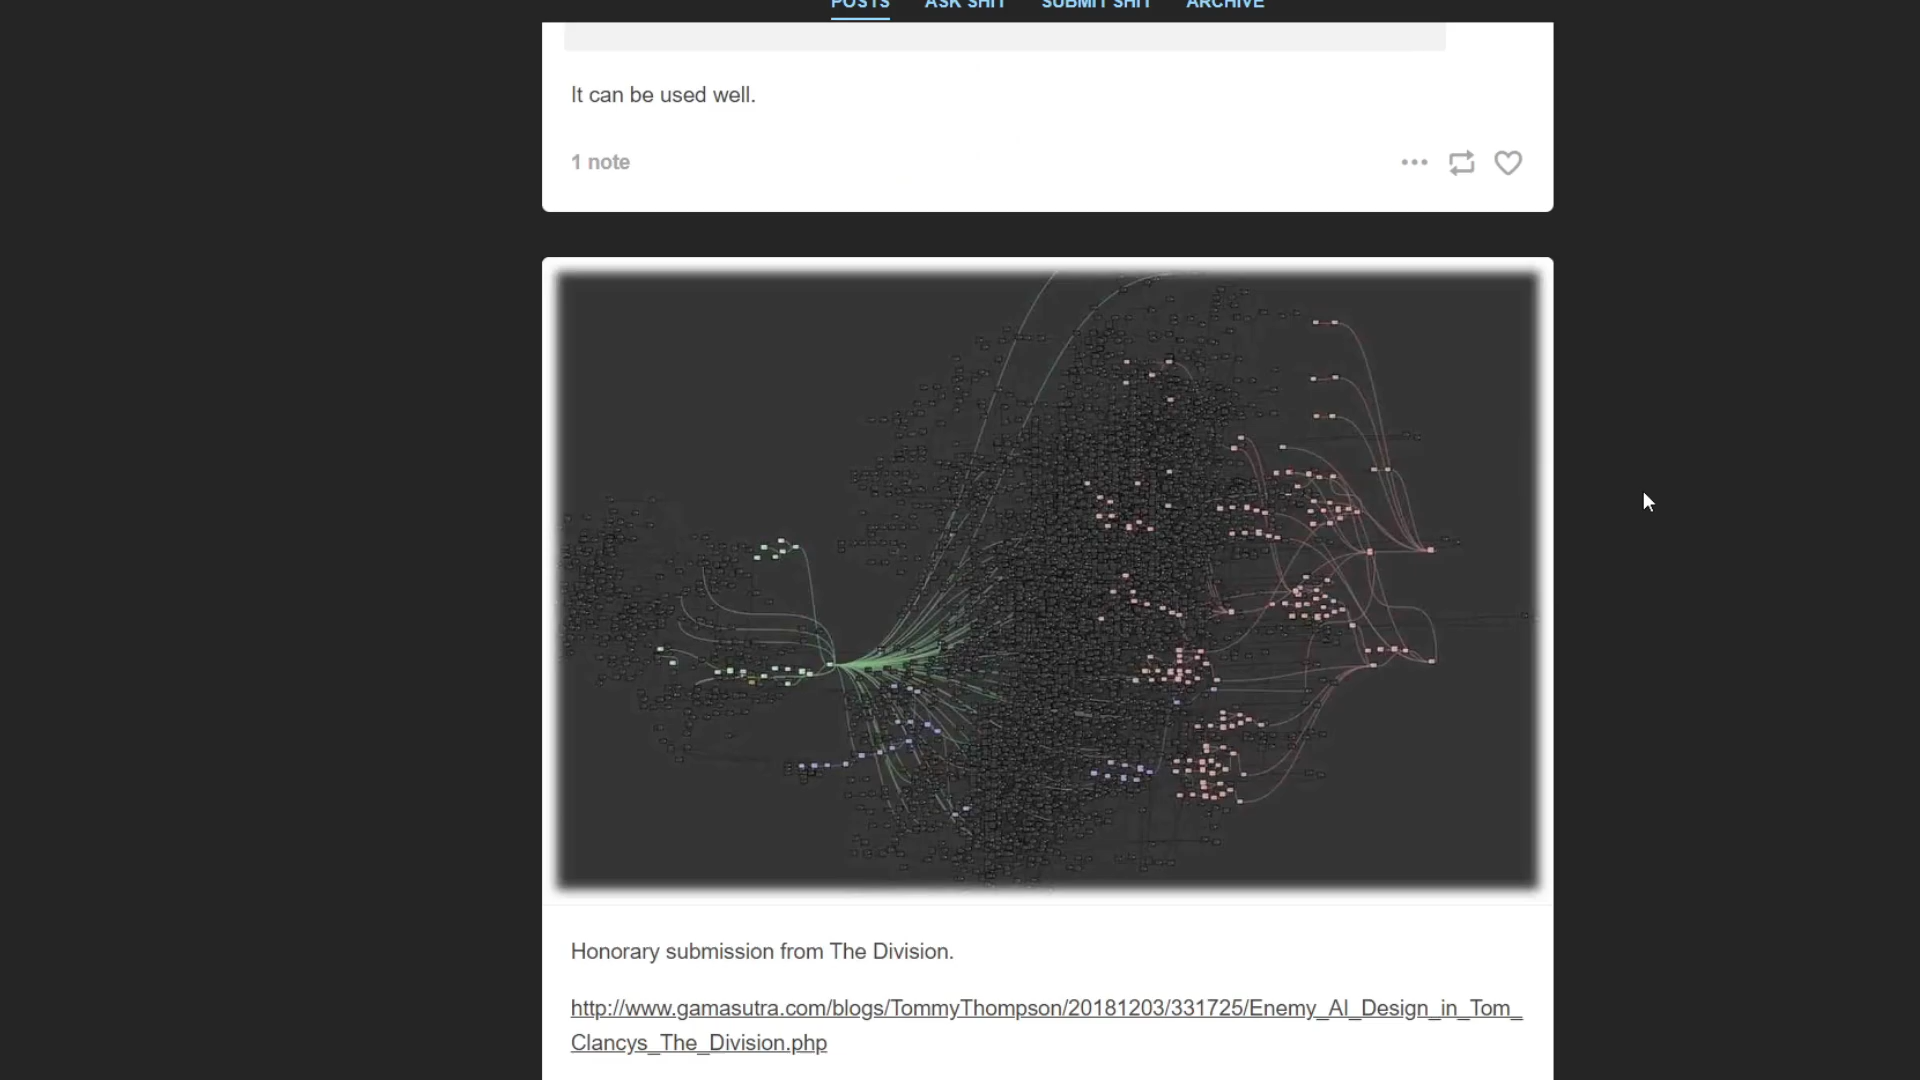 POSTS ASK SHIT SUBMIT SHIT ARCHIVE
It can be used well.
1 note
Honorary submission from The Division.
http://www.gamasutra.com/blogs/TommyThompson/20181203/331725/Enemy_AI_Design_in_Tom_
Clancys_The_Division.php